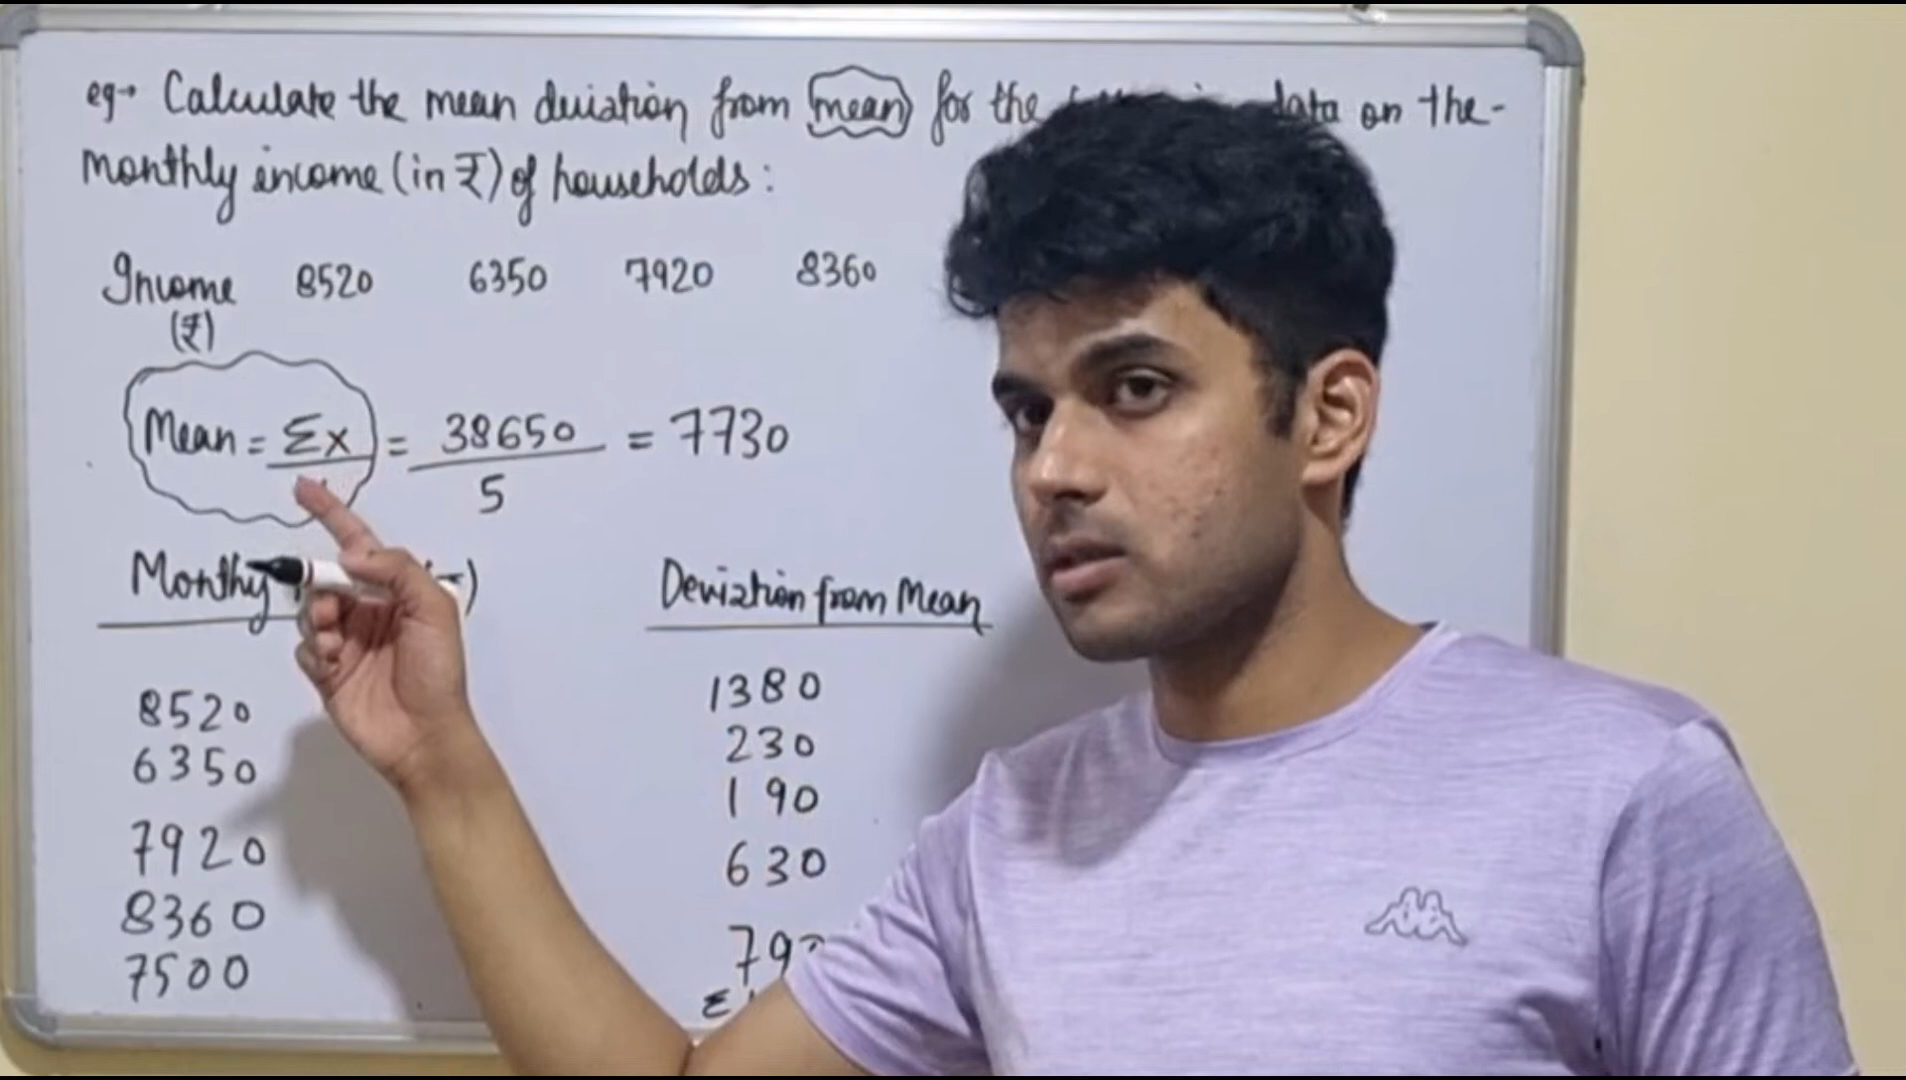 eg→ Calculate the mean deviation from mean for the data on the-
monthly income (in ₹) of households:
Income 8520 6350 7920 8360
(₹)
Mean = Σx = 38650 = 7730
5
Monthly Deviation from Mean
8520 1380
6350 230
7920 190
8360 630
7500 79
Σ